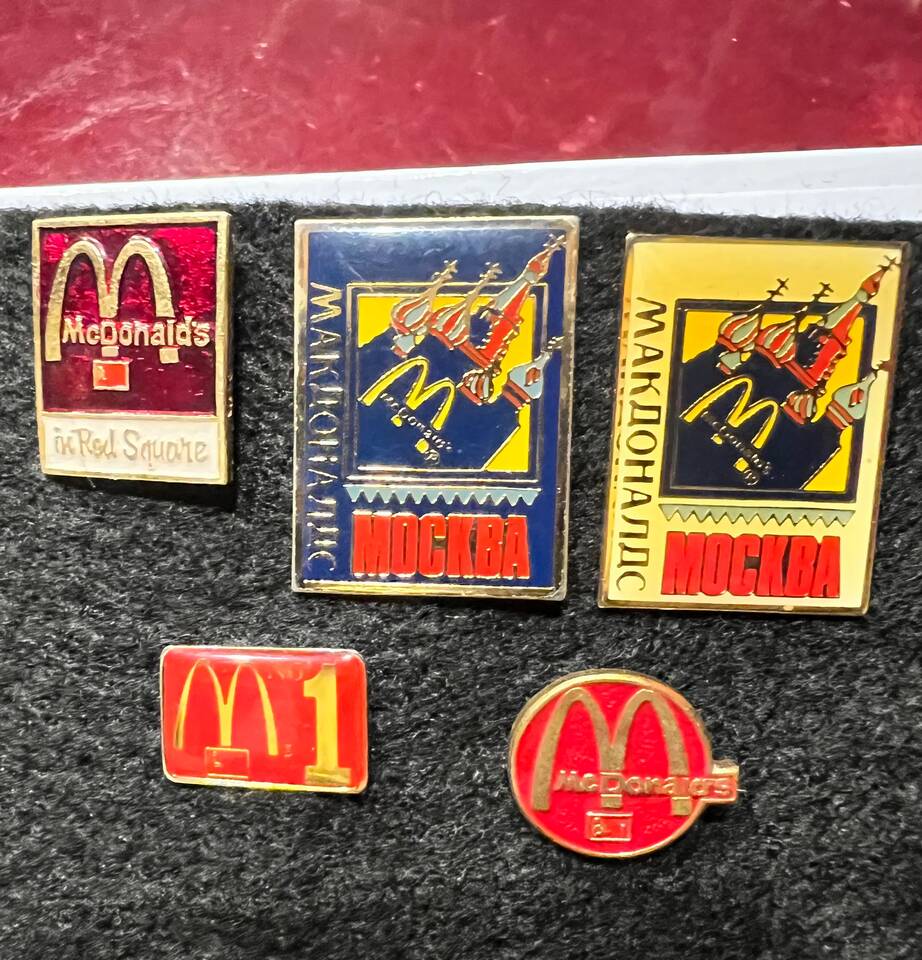 McDonald's
in Red Square
МАКДОНАЛДС
McDonald's®
МОСКВА
МАКДОНАЛДС
McDonald's®
МОСКВА
NO 1
McDonald's